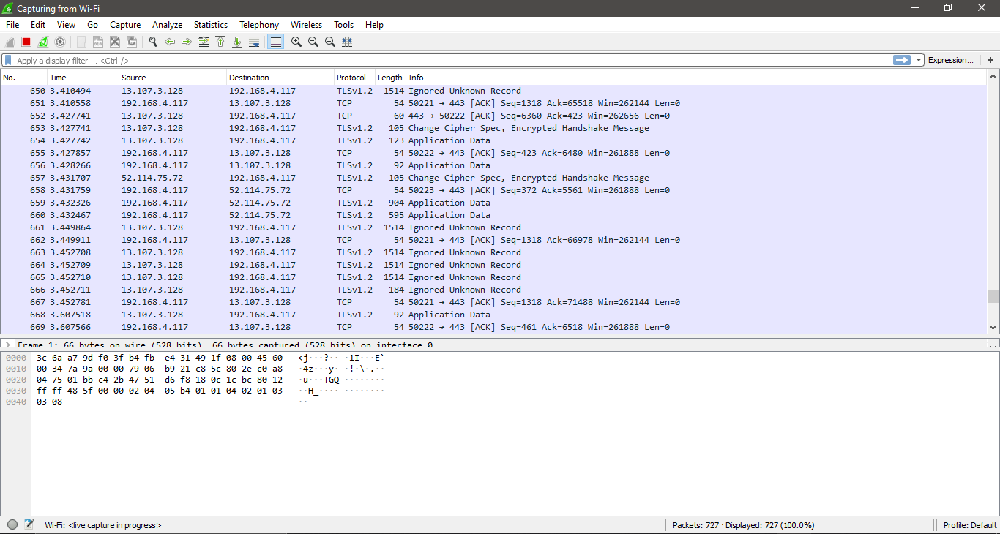 Capturing from Wi-Fi
File Edit View Go Capture Analyze Statistics Telephony Wireless Tools Help
Apply a display filter ... <Ctrl-/> Expression... +
No. Time Source Destination Protocol Length Info
650 3.410494 13.107.3.128 192.168.4.117 TLSv1.2 1514 Ignored Unknown Record
651 3.410558 192.168.4.117 13.107.3.128 TCP 54 50221 → 443 [ACK] Seq=1318 Ack=65518 Win=262144 Len=0
652 3.427741 13.107.3.128 192.168.4.117 TCP 60 443 → 50222 [ACK] Seq=6360 Ack=423 Win=262656 Len=0
653 3.427741 13.107.3.128 192.168.4.117 TLSv1.2 105 Change Cipher Spec, Encrypted Handshake Message
654 3.427742 13.107.3.128 192.168.4.117 TLSv1.2 123 Application Data
655 3.427857 192.168.4.117 13.107.3.128 TCP 54 50222 → 443 [ACK] Seq=423 Ack=6480 Win=261888 Len=0
656 3.428266 192.168.4.117 13.107.3.128 TLSv1.2 92 Application Data
657 3.431707 52.114.75.72 192.168.4.117 TLSv1.2 105 Change Cipher Spec, Encrypted Handshake Message
658 3.431759 192.168.4.117 52.114.75.72 TCP 54 50223 → 443 [ACK] Seq=372 Ack=5561 Win=261888 Len=0
659 3.432326 192.168.4.117 52.114.75.72 TLSv1.2 904 Application Data
660 3.432467 192.168.4.117 52.114.75.72 TLSv1.2 595 Application Data
661 3.449864 13.107.3.128 192.168.4.117 TLSv1.2 1514 Ignored Unknown Record
662 3.449911 192.168.4.117 13.107.3.128 TCP 54 50221 → 443 [ACK] Seq=1318 Ack=66978 Win=262144 Len=0
663 3.452708 13.107.3.128 192.168.4.117 TLSv1.2 1514 Ignored Unknown Record
664 3.452709 13.107.3.128 192.168.4.117 TLSv1.2 1514 Ignored Unknown Record
665 3.452710 13.107.3.128 192.168.4.117 TLSv1.2 1514 Ignored Unknown Record
666 3.452711 13.107.3.128 192.168.4.117 TLSv1.2 184 Ignored Unknown Record
667 3.452781 192.168.4.117 13.107.3.128 TCP 54 50221 → 443 [ACK] Seq=1318 Ack=71488 Win=262144 Len=0
668 3.607518 13.107.3.128 192.168.4.117 TLSv1.2 92 Application Data
669 3.607566 192.168.4.117 13.107.3.128 TCP 54 50222 → 443 [ACK] Seq=461 Ack=6518 Win=261888 Len=0
Frame 1: 66 bytes on wire (528 bits), 66 bytes captured (528 bits) on interface 0
0000 3c 6a a7 9d f0 3f b4 fb e4 31 49 1f 08 00 45 60 <j···?·· ·1I···E`
0010 00 34 7a 9a 00 00 79 06 b9 21 c8 5c 80 2e c0 a8 ·4z···y· ·!·\·.··
0020 04 75 01 bb c4 2b 47 51 d6 f8 18 0c 1c bc 80 12 ·u···+GQ ········
0030 ff ff 48 5f 00 00 02 04 05 b4 01 01 04 02 01 03 ··H_···· ········
0040 03 08 ··
Wi-Fi: <live capture in progress> Packets: 727 · Displayed: 727 (100.0%) Profile: Default